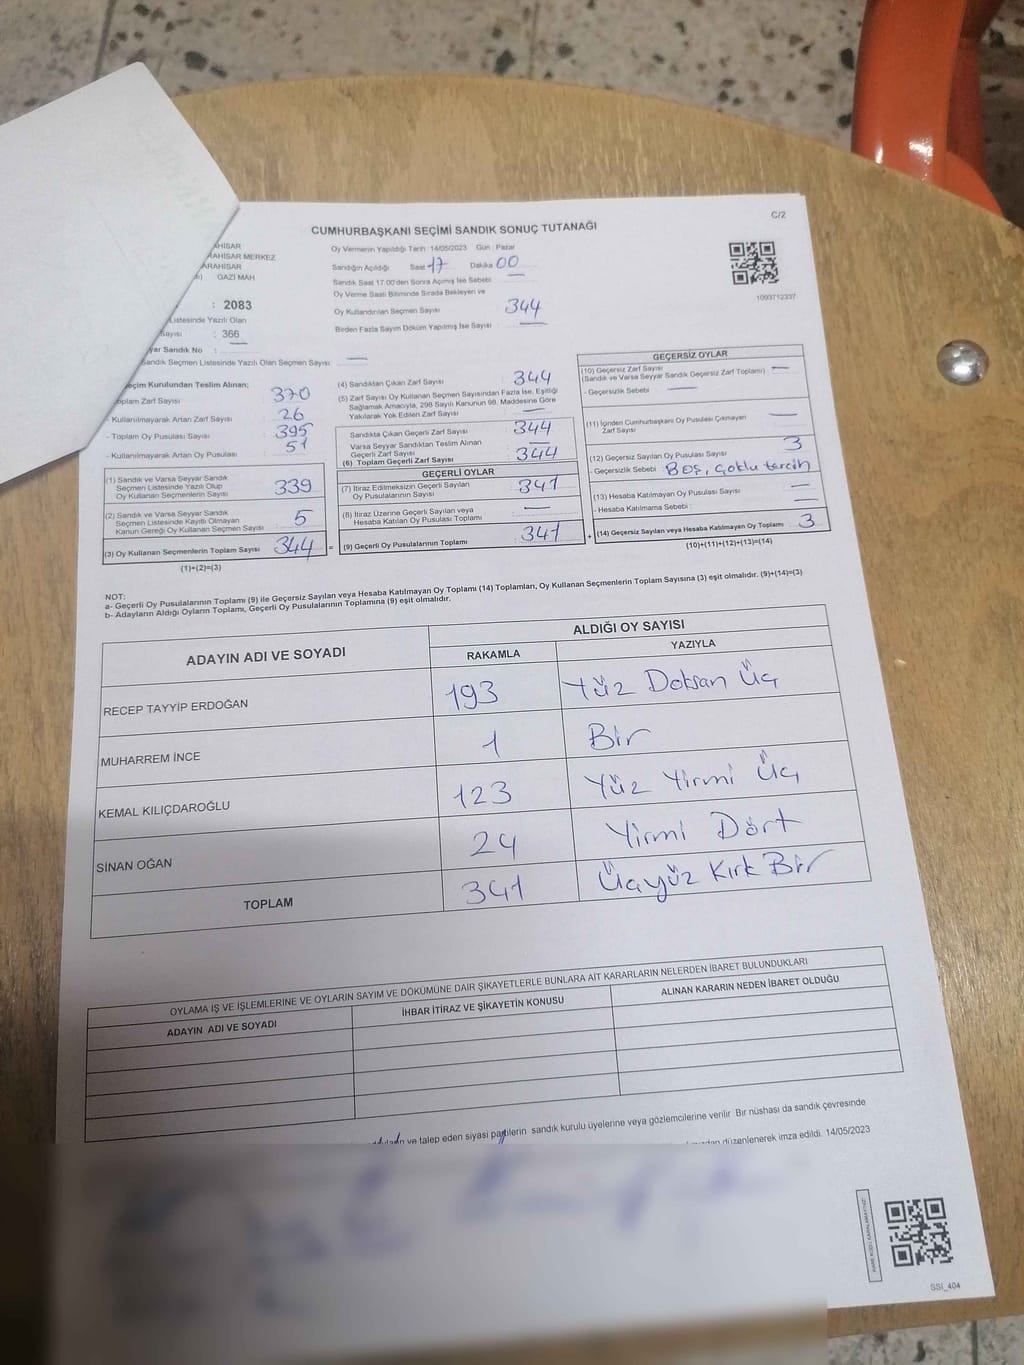 C/2
CUMHURBAŞKANI SEÇİMİ SANDIK SONUÇ TUTANAĞI
AHİSAR
RAHİSAR MERKEZ
ARAHİSAR
GAZI MAH
: 2083
Listesinde Yazılı Olan
Sayısı : 366
yar Sandık No :
Sandık Seçmen Listesinde Yazılı Olan Seçmen Sayısı : —
Oy Vermenin Yapıldığı Tarih : 14/05/2023 Gün : Pazar
Sandığın Açıldığı Saat 17 Dakika 00
Sandık Saat 17.00'den Sonra Açımış İse Sebebi —
Oy Verme Saati Bitiminde Sırada Bekleyen ve
Oy Kullandırılan Seçmen Sayısı : 344
Birden Fazla Sayım Döküm Yapılmış İse Sayısı : —
1093712337
eçim Kurulundan Teslim Alınan;
oplam Zarf Sayısı : 370
- Kullanılmayarak Artan Zarf Sayısı : 26
- Toplam Oy Pusulası Sayısı : 395
- Kullanılmayarak Artan Oy Pusulası : 51
(1) Sandık ve Varsa Seyyar Sandık
Seçmen Listesinde Yazılı Olup
Oy Kullanan Seçmenlerin Sayısı : 339
(2) Sandık ve Varsa Seyyar Sandık
Seçmen Listesinde Kayıtlı Olmayan
Kanun Gereği Oy Kullanan Seçmen Sayısı : 5
(3) Oy Kullanan Seçmenlerin Toplam Sayısı : 344 =
(1)+(2)=(3)
(4) Sandıktan Çıkan Zarf Sayısı : 344
(5) Zarf Sayısı Oy Kullanan Seçmen Sayısından Fazla İse, Eşitliği
Sağlamak Amacıyla, 298 Sayılı Kanunun 98. Maddesine Göre
Yakılarak Yok Edilen Zarf Sayısı : —
Sandıkta Çıkan Geçerli Zarf Sayısı : 344
Varsa Seyyar Sandıktan Teslim Alınan
Geçerli Zarf Sayısı : —
(6) Toplam Geçerli Zarf Sayısı : 344
GEÇERLİ OYLAR
(7) İtiraz Edilmeksizin Geçerli Sayılan
Oy Pusulalarının Sayısı : 341
(8) İtiraz Üzerine Geçerli Sayılan veya
Hesaba Katılan Oy Pusulası Toplamı : —
(9) Geçerli Oy Pusulalarının Toplamı : 341 +
GEÇERSİZ OYLAR
(10) Geçersiz Zarf Sayısı
(Sandık ve Varsa Seyyar Sandık Geçersiz Zarf Toplamı) —
- Geçersizlik Sebebi : —
(11) İçinden Cumhurbaşkanı Oy Pusulası Çıkmayan
Zarf Sayısı —
(12) Geçersiz Sayılan Oy Pusulası Sayısı : 3
- Geçersizlik Sebebi : Boş, çoklu tercih
(13) Hesaba Katılmayan Oy Pusulası Sayısı : —
- Hesaba Katılmama Sebebi : —
(14) Geçersiz Sayılan veya Hesaba Katılmayan Oy Toplamı : 3
(10)+(11)+(12)+(13)=(14)
NOT:
a- Geçerli Oy Pusulalarının Toplamı (9) ile Geçersiz Sayılan veya Hesaba Katılmayan Oy Toplamı (14) Toplamları, Oy Kullanan Seçmenlerin Toplam Sayısına (3) eşit olmalıdır. (9)+(14)=(3)
b- Adayların Aldığı Oyların Toplamı, Geçerli Oy Pusulalarının Toplamına (9) eşit olmalıdır.
ADAYIN ADI VE SOYADI
ALDIĞI OY SAYISI
RAKAMLA YAZIYLA
RECEP TAYYİP ERDOĞAN 193 Yüz Doksan Üç
MUHARREM İNCE 1 Bir
KEMAL KILIÇDAROĞLU 123 Yüz Yirmi Üç
SİNAN OĞAN 24 Yirmi Dört
TOPLAM 341 Üçyüz Kırk Bir
OYLAMA İŞ VE İŞLEMLERİNE VE OYLARIN SAYIM VE DÖKÜMÜNE DAİR ŞİKAYETLERLE BUNLARA AİT KARARLARIN NELERDEN İBARET BULUNDUKLARI
ADAYIN ADI VE SOYADI İHBAR İTİRAZ VE ŞİKAYETİN KONUSU ALINAN KARARIN NEDEN İBARET OLDUĞU
ve talep eden siyasi partilerin sandık kurulu üyelerine veya gözlemcilerine verilir Bir nüshası da sandık çevresinde
düzenlenerek imza edildi. 14/05/2023
SSI_404